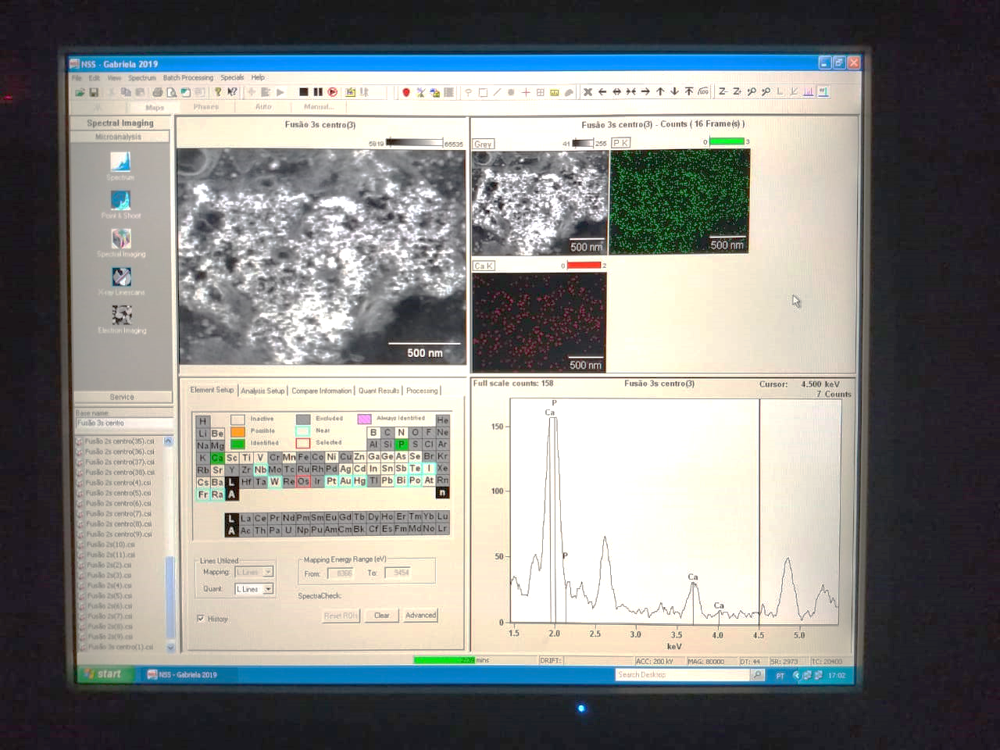 NSS - Gabriela 2019
File Edit View Spectrum Batch Processing Specials Help
Maps Phases Auto Manual...
Spectral Imaging
Microanalysis
Spectrum
Point & Shoot
Spectral Imaging
X-ray Linescans
Electron Imaging
Service
Base name:
Fusão 3s centro
Fusão 2s centro(35).csi
Fusão 2s centro(36).csi
Fusão 2s centro(37).csi
Fusão 2s centro(38).csi
Fusão 2s centro(4).csi
Fusão 2s centro(5).csi
Fusão 2s centro(6).csi
Fusão 2s centro(7).csi
Fusão 2s centro(8).csi
Fusão 2s centro(9).csi
Fusão 2s(10).csi
Fusão 2s(11).csi
Fusão 2s(2).csi
Fusão 2s(3).csi
Fusão 2s(4).csi
Fusão 2s(5).csi
Fusão 2s(6).csi
Fusão 2s(7).csi
Fusão 2s(8).csi
Fusão 2s(9).csi
Fusão 3s centro(1).csi
Fusão 3s centro(3)
5819 65535
500 nm
Fusão 3s centro(3) - Counts ( 16 Frame(s) )
Grey 41 255
500 nm
P K 0 3
500 nm
Ca K 0 2
500 nm
Element Setup Analysis Setup Compare Information Quant Results Processing
Inactive Excluded Always Identified
Possible Near
Identified Selected
H He
Li Be B C N O F Ne
Na Mg Al Si P S Cl Ar
K Ca Sc Ti V Cr Mn Fe Co Ni Cu Zn Ga Ge As Se Br Kr
Rb Sr Y Zr Nb Mo Tc Ru Rh Pd Ag Cd In Sn Sb Te I Xe
Cs Ba L Hf Ta W Re Os Ir Pt Au Hg Tl Pb Bi Po At Rn
Fr Ra A n
L La Ce Pr Nd Pm Sm Eu Gd Tb Dy Ho Er Tm Yb Lu
A Ac Th Pa U Np Pu Am Cm Bk Cf Es Fm Md No Lr
Lines Utilized
Mapping: L Lines
Quant: L Lines
Mapping Energy Range (eV)
From: To: 9454
SpectraCheck:
History
Reset ROIs Clear Advanced
Full scale counts: 158 Fusão 3s centro(3) Cursor: 4.500 keV
7 Counts
P
Ca
P
Ca
Ca
150
100
50
0
1.5 2.0 2.5 3.0 3.5 4.0 4.5 5.0
keV
mins DRIFT: ACC: 200 kV MAG: 80000 DT: 44 SR: 2973 TC: 20400
start NSS - Gabriela 2019 Search Desktop PT 17:02